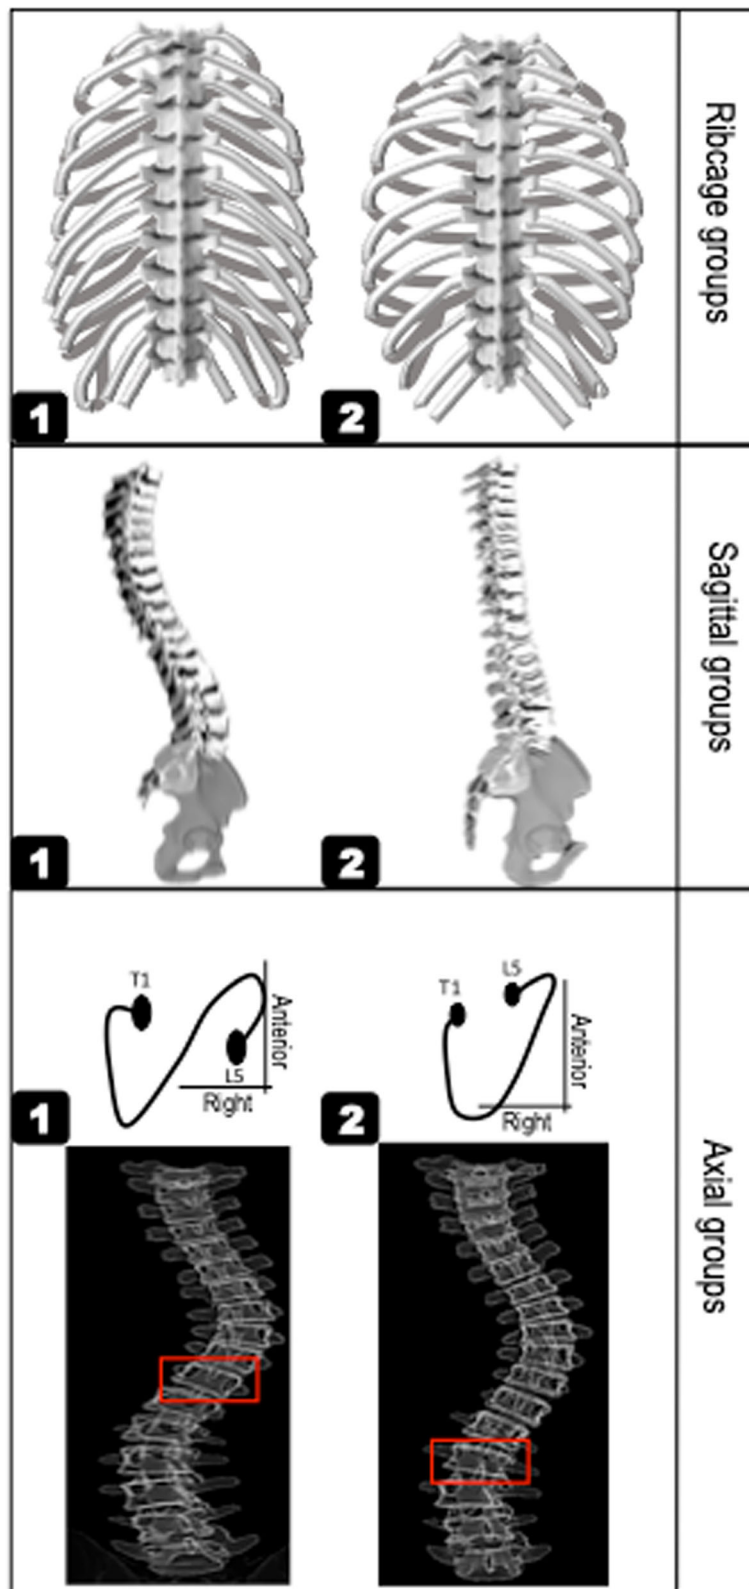 Ribcage groups
1
2
Sagittal groups
1
2
Axial groups
T1
Anterior
L5
Right
1
T1
L5
Anterior
Right
2